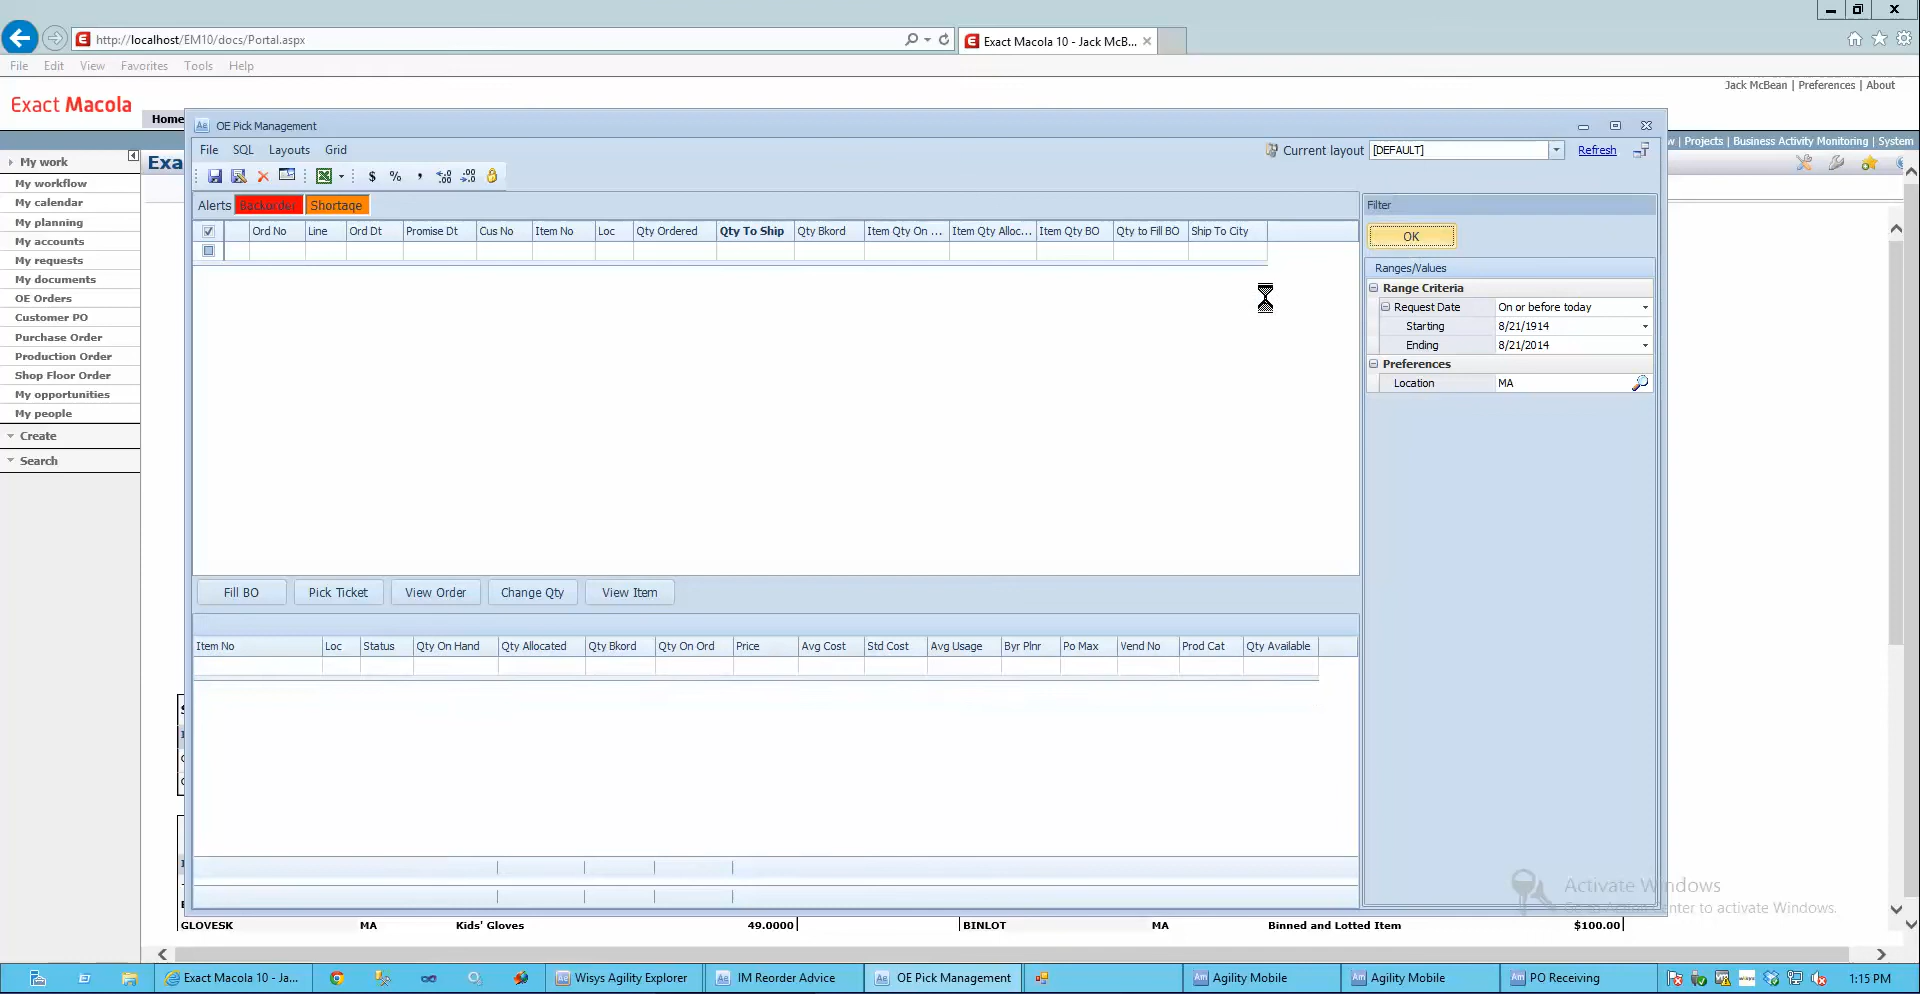 http://localhost/EM10/docs/Portal.aspx
Exact Macola 10 - Jack McB...
File Edit View Favorites Tools Help
Jack McBean | Preferences | About
Exact Macola
Home
OE Pick Management
w | Projects | Business Activity Monitoring | System
My work
Exa
File SQL Layouts Grid
Current layout [DEFAULT] Refresh
My workflow
My calendar
My planning
My accounts
My requests
My documents
OE Orders
Customer PO
Purchase Order
Production Order
Shop Floor Order
My opportunities
My people
Create
Search
$ %
Alerts Backorder Shortage
Ord No Line Ord Dt Promise Dt Cus No Item No Loc Qty Ordered Qty To Ship Qty Bkord Item Qty On ... Item Qty Alloc... Item Qty BO Qty to Fill BO Ship To City
Filter
OK
Ranges/Values
Range Criteria
Request Date On or before today
Starting 8/21/1914
Ending 8/21/2014
Preferences
Location MA
Fill BO Pick Ticket View Order Change Qty View Item
Item No Loc Status Qty On Hand Qty Allocated Qty Bkord Qty On Ord Price Avg Cost Std Cost Avg Usage Byr Plnr Po Max Vend No Prod Cat Qty Available
Activate Windows
Go to Action Center to activate Windows.
GLOVESK MA Kids' Gloves 49.0000 BINLOT MA Binned and Lotted Item $100.00
Exact Macola 10 - Ja... Wisys Agility Explorer IM Reorder Advice OE Pick Management Agility Mobile Agility Mobile PO Receiving 1:15 PM